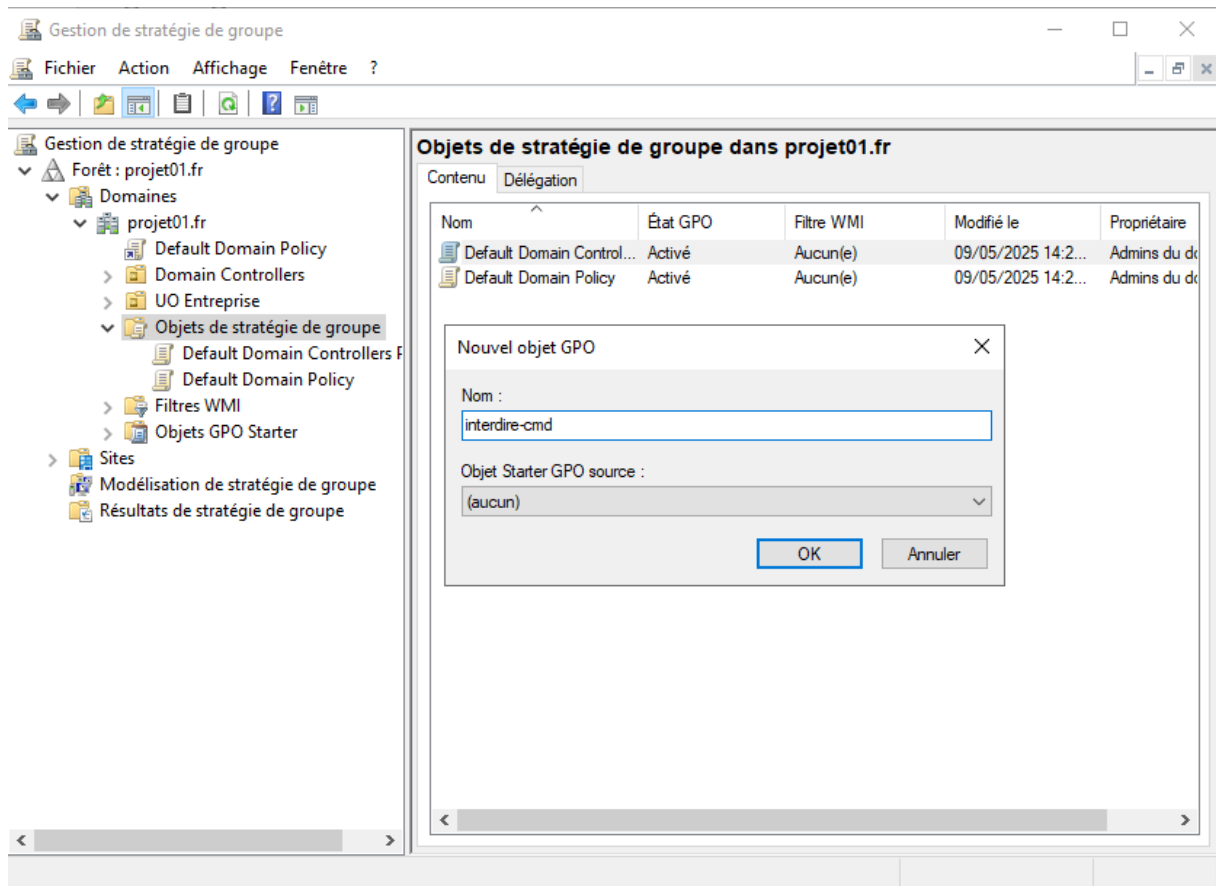 Gestion de stratégie de groupe
Fichier Action Affichage Fenêtre ?
Gestion de stratégie de groupe
Forêt : projet01.fr
Domaines
projet01.fr
Default Domain Policy
Domain Controllers
UO Entreprise
Objets de stratégie de groupe
Default Domain Controllers P
Default Domain Policy
Filtres WMI
Objets GPO Starter
Sites
Modélisation de stratégie de groupe
Résultats de stratégie de groupe
Objets de stratégie de groupe dans projet01.fr
Contenu Délégation
Nom État GPO Filtre WMI Modifié le Propriétaire
Default Domain Control... Activé Aucun(e) 09/05/2025 14:2... Admins du do
Default Domain Policy Activé Aucun(e) 09/05/2025 14:2... Admins du do
Nouvel objet GPO
Nom :
interdire-cmd
Objet Starter GPO source :
(aucun)
OK Annuler